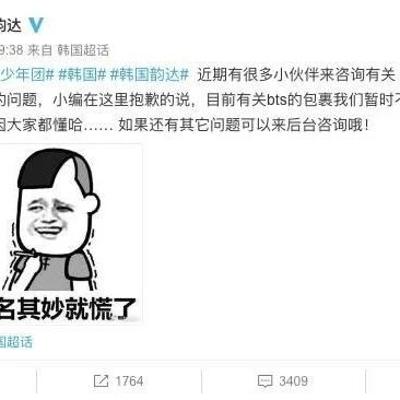 韵达
9:38 来自 韩国超话
少年团# #韩国# #韩国韵达# 近期有很多小伙伴来咨询有关
的问题，小编在这里抱歉的说，目前有关bts的包裹我们暂时不
因大家都懂哈…… 如果还有其它问题可以来后台咨询哦！
名其妙就慌了
国超话
1764
3409